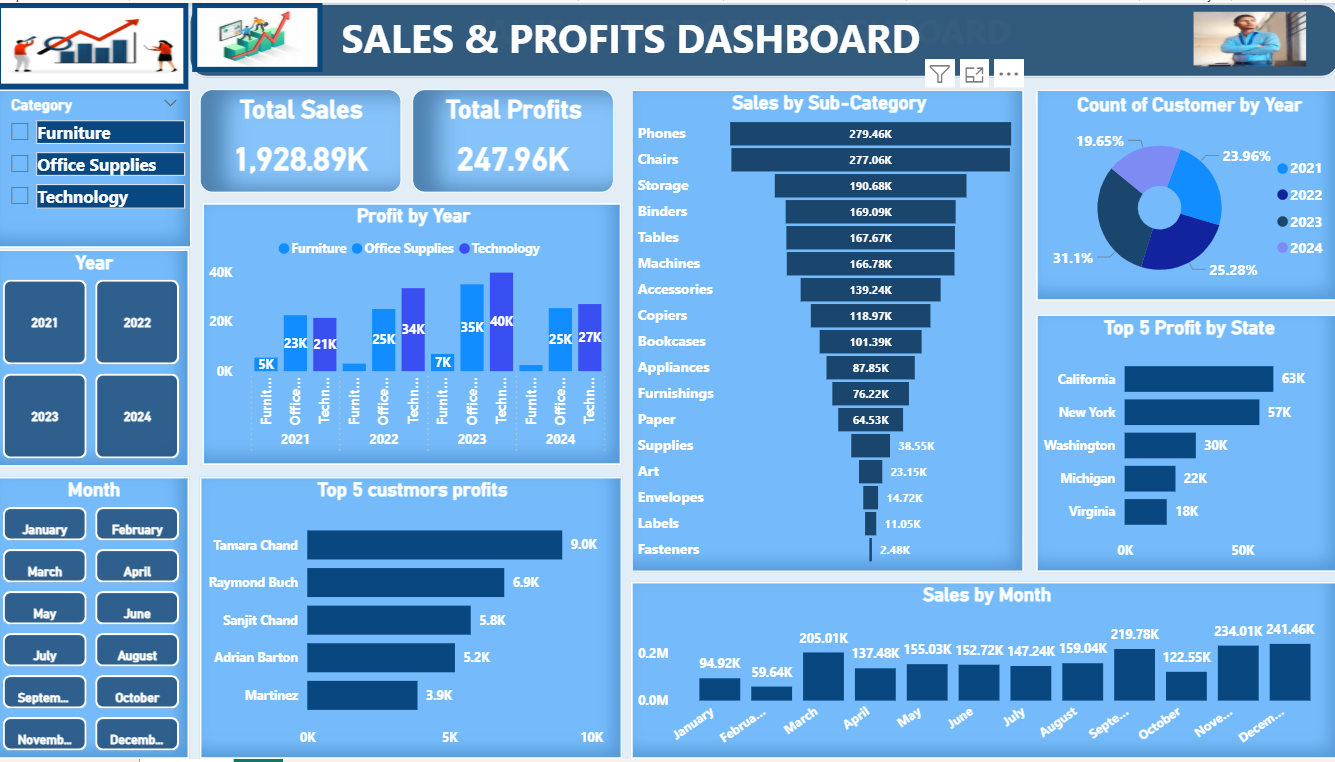 SALES & PROFITS DASHBOARD
Category
Furniture
Office Supplies
Technology
Year
2021
2022
2023
2024
Month
January
February
March
April
May
June
July
August
Septem...
October
Novemb...
Decemb...
Total Sales
1,928.89K
Total Profits
247.96K
Profit by Year
Furniture Office Supplies Technology
40K
20K
0K
5K 23K 21K 25K 34K 7K 35K 40K 25K 27K
Furnit... Office... Techn... Furnit... Office... Techn... Furnit... Office... Techn... Furnit... Office... Techn...
2021 2022 2023 2024
Top 5 custmors profits
Tamara Chand 9.0K
Raymond Buch 6.9K
Sanjit Chand 5.8K
Adrian Barton 5.2K
Martinez 3.9K
0K 5K 10K
Sales by Sub-Category
Phones 279.46K
Chairs 277.06K
Storage 190.68K
Binders 169.09K
Tables 167.67K
Machines 166.78K
Accessories 139.24K
Copiers 118.97K
Bookcases 101.39K
Appliances 87.85K
Furnishings 76.22K
Paper 64.53K
Supplies 38.55K
Art 23.15K
Envelopes 14.72K
Labels 11.05K
Fasteners 2.48K
Count of Customer by Year
19.65%
23.96%
31.1%
25.28%
2021
2022
2023
2024
Top 5 Profit by State
California 63K
New York 57K
Washington 30K
Michigan 22K
Virginia 18K
0K 50K
Sales by Month
0.2M
0.0M
94.92K 59.64K 205.01K 137.48K 155.03K 152.72K 147.24K 159.04K 219.78K 122.55K 234.01K 241.46K
January Februa... March April May June July August Septe... October Nove... Decem...